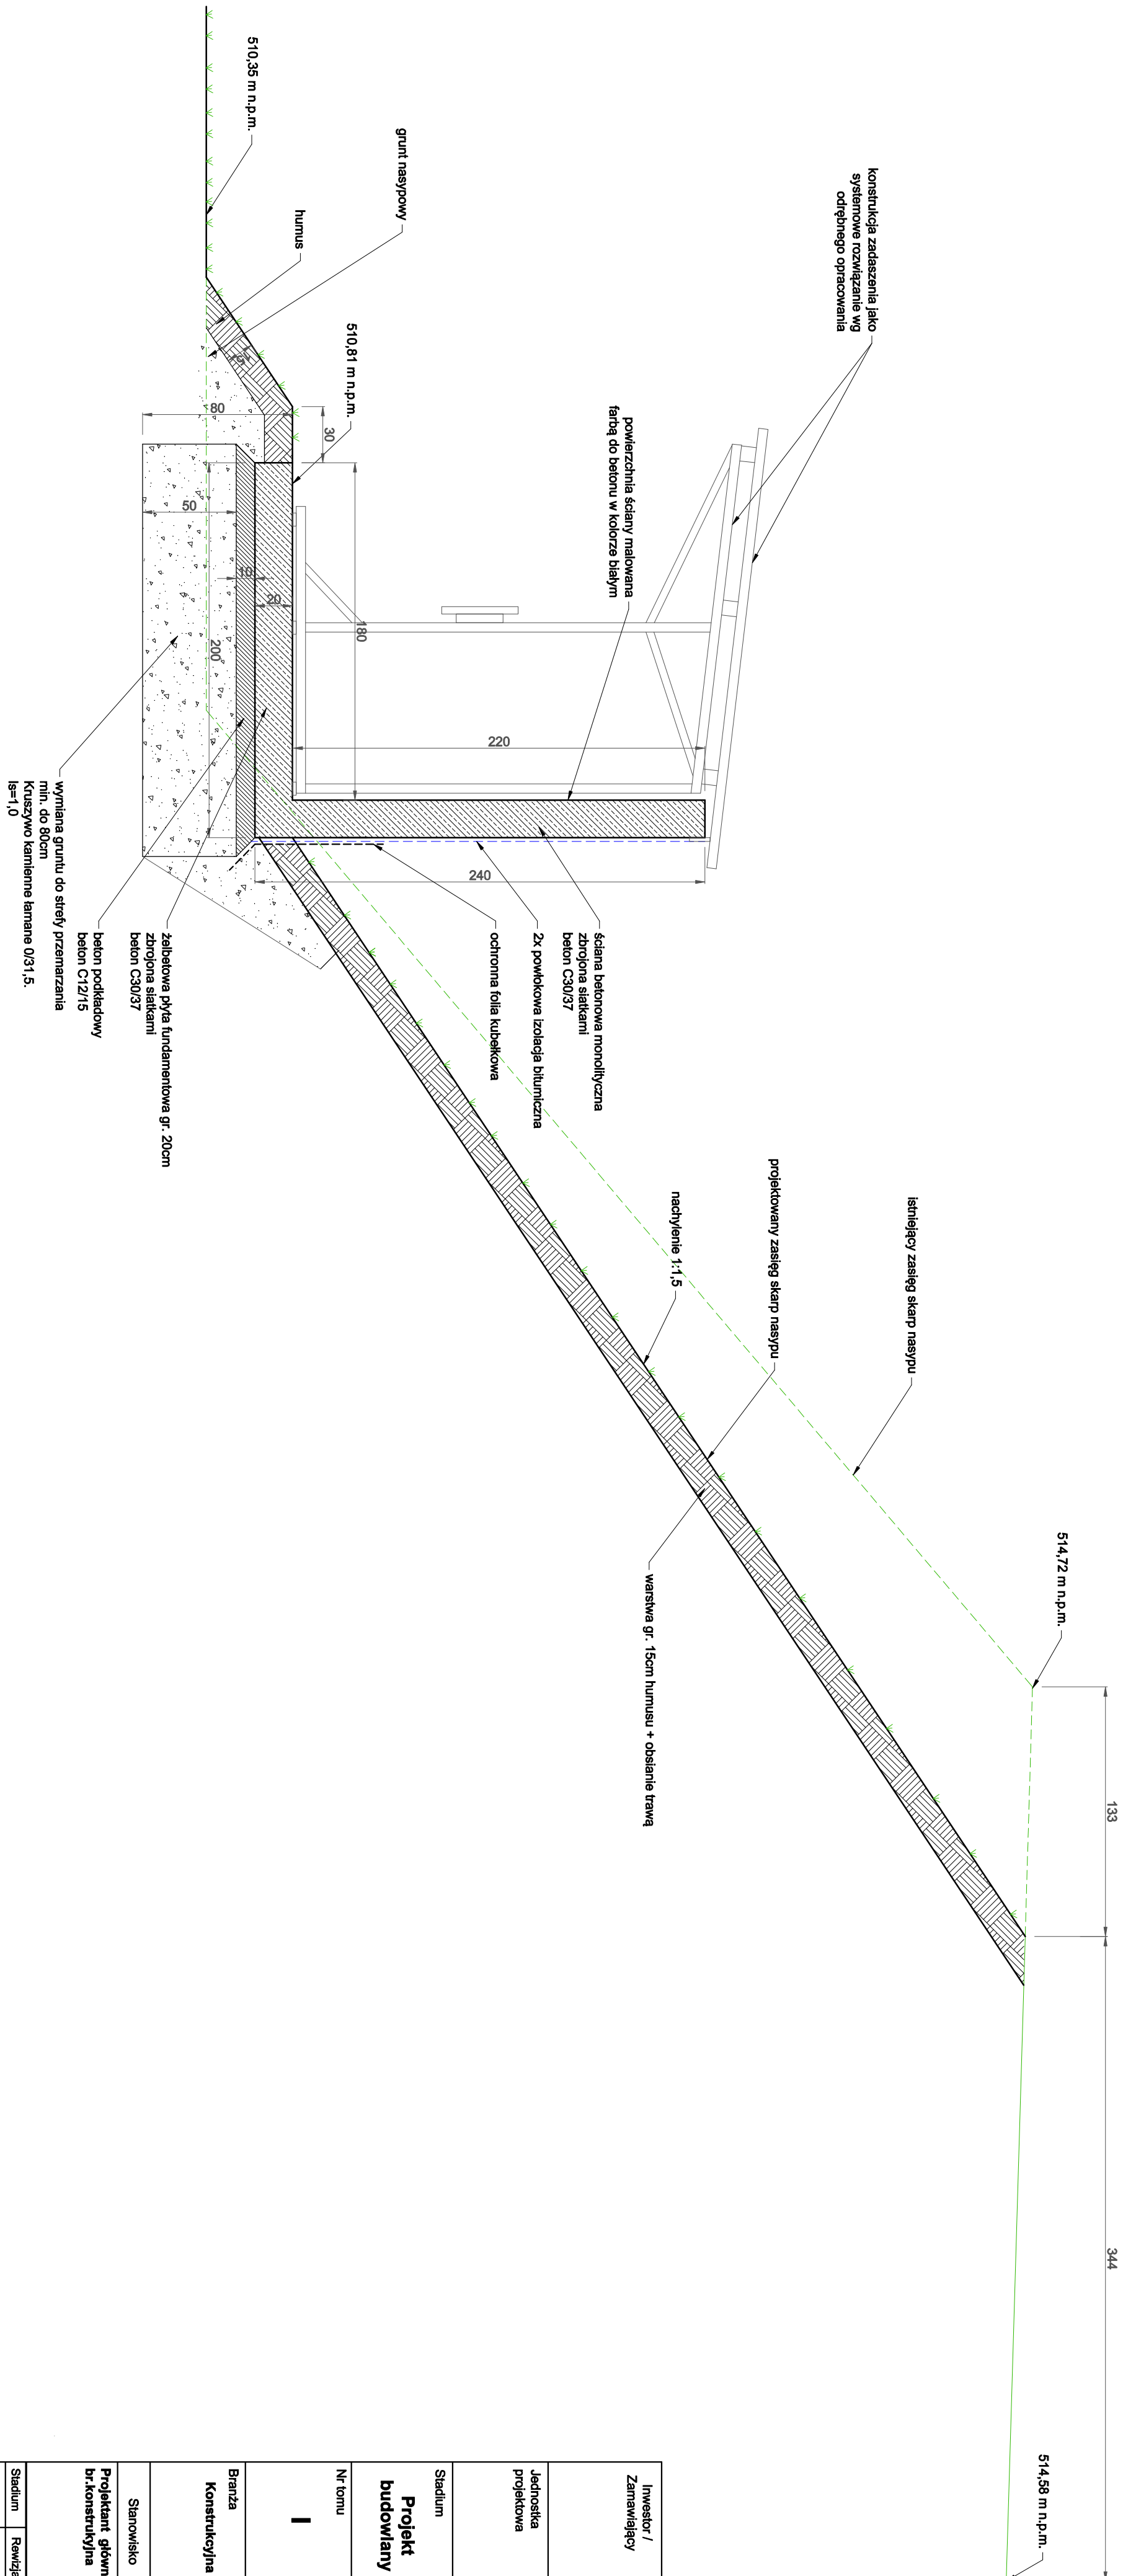 konstrukcja zadaszenia jako
systemowe rozwiązanie wg
odrębnego opracowania
510,35 m n.p.m.
grunt nasypowy
humus
15
510,81 m n.p.m.
30
80
50
10
20
200
180
220
240
powierzchnia ściany malowana
farbą do betonu w kolorze białym
ściana betonowa monolityczna
zbrojona siatkami
beton C30/37
2x powłokowa izolacja bitumiczna
ochronna folia kubełkowa
żelbetowa płyta fundamentowa gr. 20cm
zbrojona siatkami
beton C30/37
beton podkładowy
beton C12/15
wymiana gruntu do strefy przemarzania
min. do 80cm
Kruszywo kamienne łamane 0/31,5.
Is=1,0
istniejący zasięg skarp nasypu
projektowany zasięg skarp nasypu
nachylenie 1:1,5
warstwa gr. 15cm humusu + obsianie trawą
514,72 m n.p.m.
133
344
514,58 m n.p.m.
Inwestor /
Zamawiający
Jednostka
projektowa
Stadium
Projekt
budowlany
Nr tomu
I
Branża
Konstrukcyjna
Stanowisko
Projektant główn
br.konstrukyjna
Stadium
Rewizja